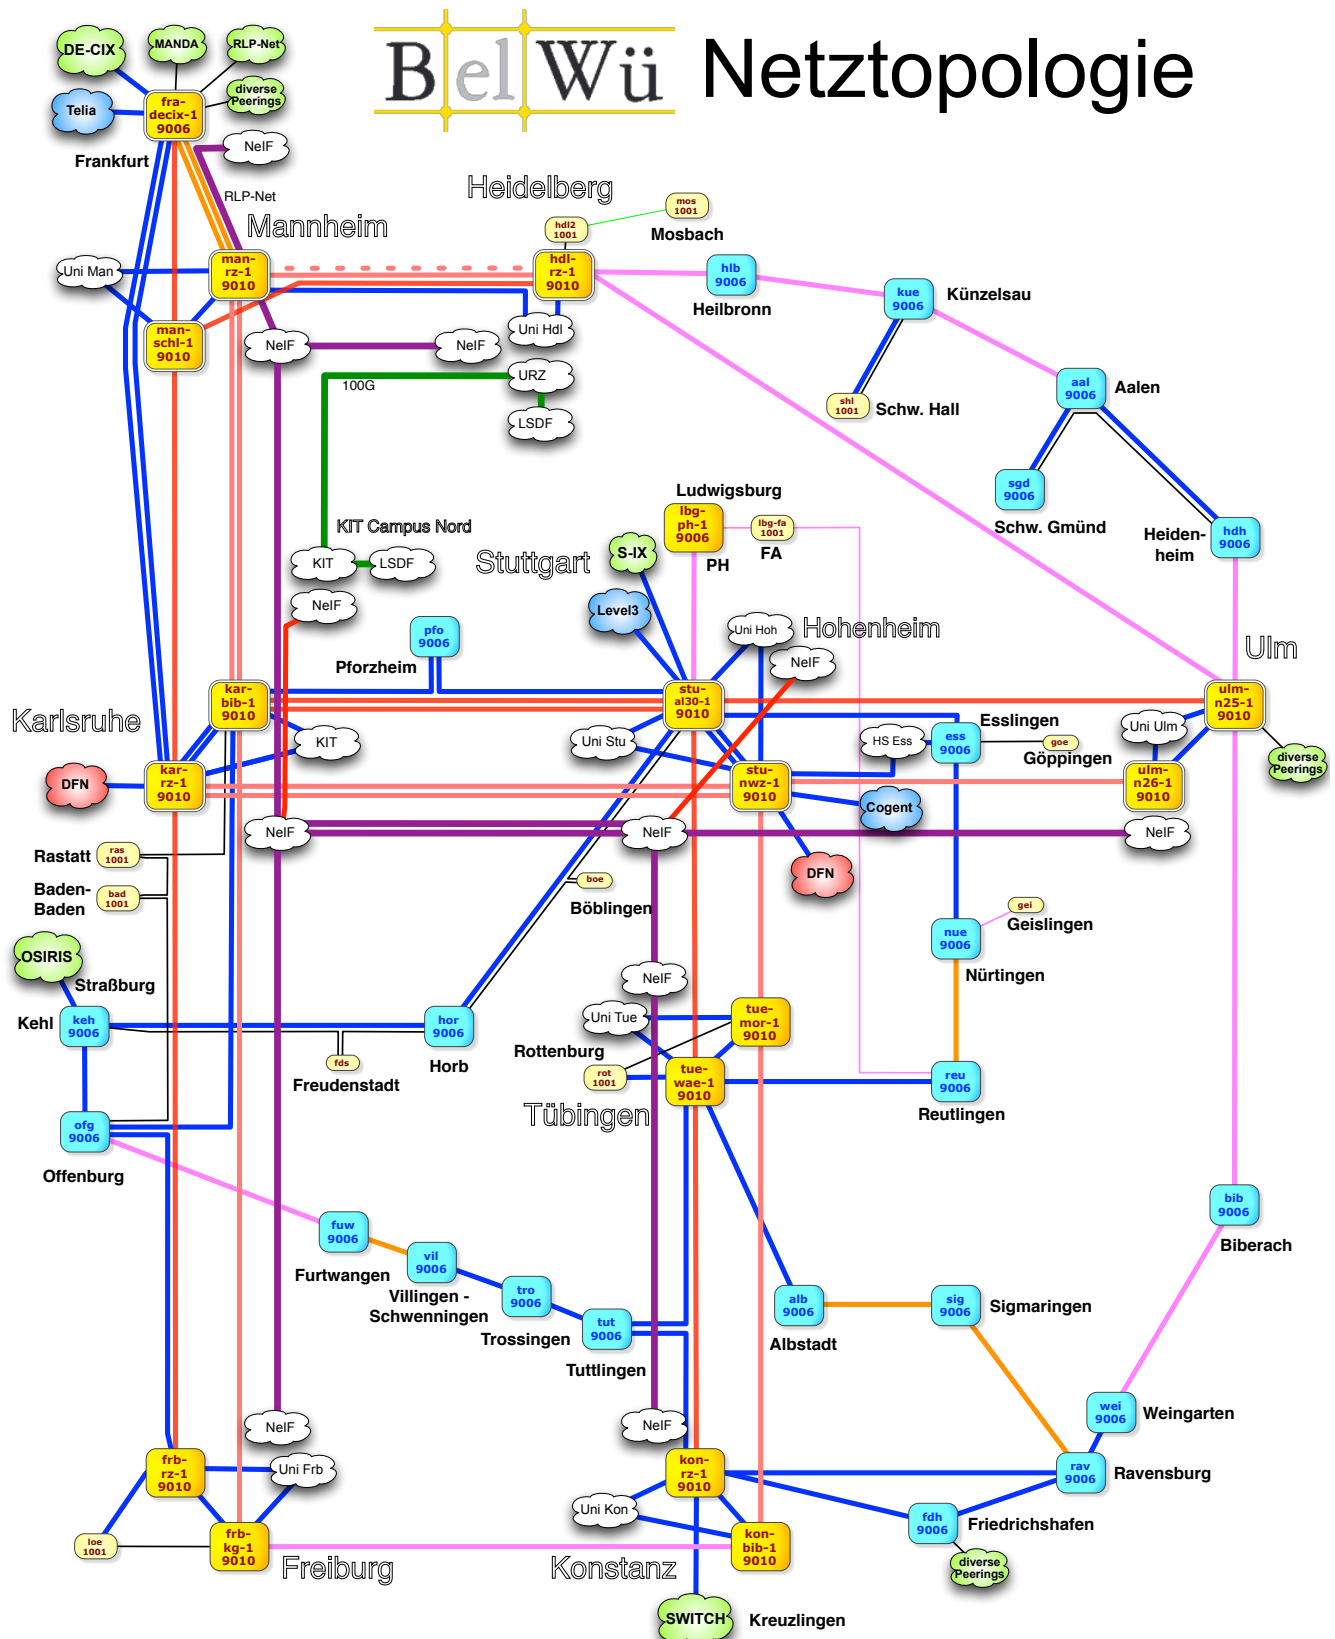 BelWü Netztopologie
DE-CIX
MANDA
RLP-Net
Telia
fra-
decix-1
9006
diverse
Peerings
NeIF
Frankfurt
RLP-Net
Mannheim
Heidelberg
mos
1001
Mosbach
hdl2
1001
Uni Man
man-
rz-1
9010
hdl-
rz-1
9010
hlb
9006
Heilbronn
kue
9006
Künzelsau
man-
schl-1
9010
NeIF
NeIF
Uni Hdl
100G
URZ
LSDF
shl
1001
Schw. Hall
aal
9006
Aalen
sgd
9006
Schw. Gmünd
Heiden-
heim
hdh
9006
KIT Campus Nord
KIT
LSDF
NeIF
Stuttgart
Ludwigsburg
lbg-
ph-1
9006
PH
lbg-fa
1001
FA
S-IX
Level3
Uni Hoh
Hohenheim
NeIF
pfo
9006
Pforzheim
Ulm
Karlsruhe
kar-
bib-1
9010
stu-
al30-1
9010
ulm-
n25-1
9010
KIT
Uni Stu
HS Ess
ess
9006
Esslingen
goe
Göppingen
Uni Ulm
diverse
Peerings
DFN
kar-
rz-1
9010
stu-
nwz-1
9010
Cogent
ulm-
n26-1
9010
NeIF
NeIF
NeIF
DFN
Rastatt
ras
1001
Baden-
Baden
bad
1001
boe
Böblingen
gei
Geislingen
nue
9006
Nürtingen
OSIRIS
Straßburg
Kehl
keh
9006
hor
9006
Horb
fds
Freudenstadt
NeIF
Uni Tue
tue-
mor-1
9010
Rottenburg
rot
1001
tue-
wae-1
9010
Tübingen
reu
9006
Reutlingen
ofg
9006
Offenburg
fuw
9006
Furtwangen
vil
9006
Villingen -
Schwenningen
tro
9006
Trossingen
tut
9006
Tuttlingen
alb
9006
Albstadt
sig
9006
Sigmaringen
bib
9006
Biberach
wei
9006
Weingarten
NeIF
NeIF
frb-
rz-1
9010
Uni Frb
kon-
rz-1
9010
rav
9006
Ravensburg
Uni Kon
fdh
9006
Friedrichshafen
diverse
Peerings
loe
1001
frb-
kg-1
9010
Freiburg
Konstanz
kon-
bib-1
9010
SWITCH
Kreuzlingen